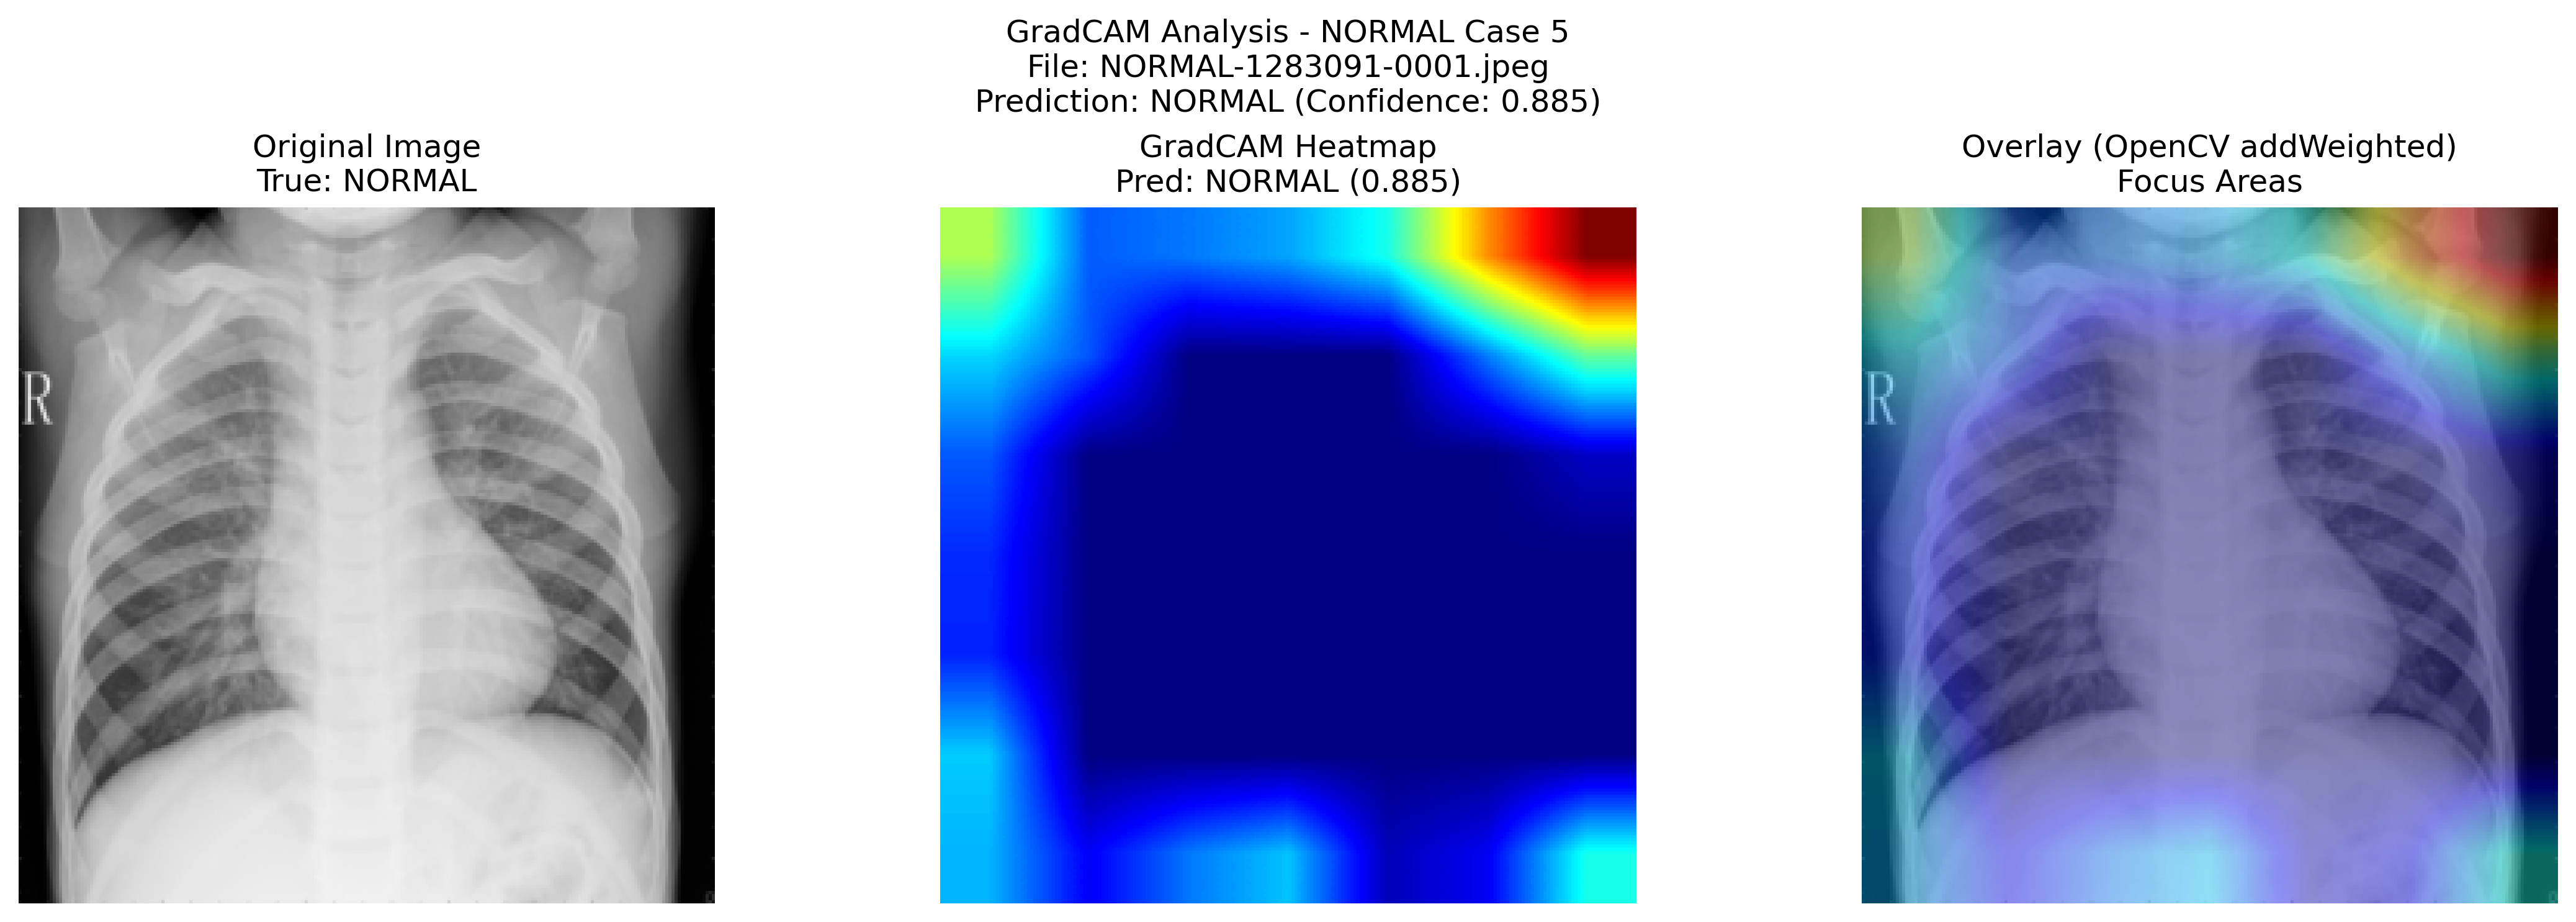 GradCAM Analysis - NORMAL Case 5
File: NORMAL-1283091-0001.jpeg
Prediction: NORMAL (Confidence: 0.885)
Original Image
True: NORMAL
GradCAM Heatmap
Pred: NORMAL (0.885)
Overlay (OpenCV addWeighted)
Focus Areas
R
R